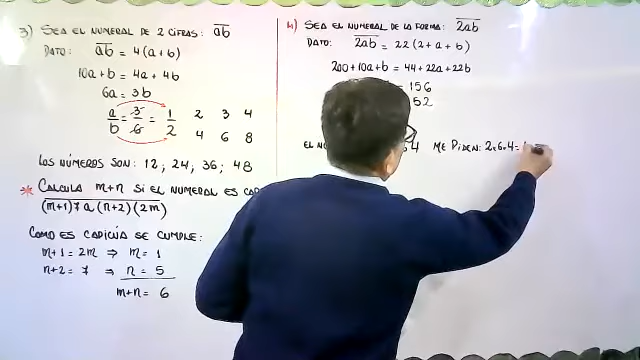 3) SEA EL NUMERAL DE 2 CIFRAS: ab
DATO: ab = 4(a+b)
10a+b = 4a+4b
6a = 3b
a/b = 3/6 = 1/2 2/4 3/6 4/8
LOS NÚMEROS SON: 12; 24; 36; 48
* CALCULA m+n SI EL NUMERAL ES
(m+1)7a(n+2)(2m)
COMO ES CAPICÚA SE CUMPLE:
m+1 = 2m ⇒ m = 1
n+2 = 7 ⇒ n = 5
m+n = 6
4) SEA EL NUMERAL DE LA FORMA: 2ab
DATO: 2ab = 22(2+a+b)
200+10a+b = 44+22a+22b
156
52
EL
4 ME PIDEN: 2x6x4=